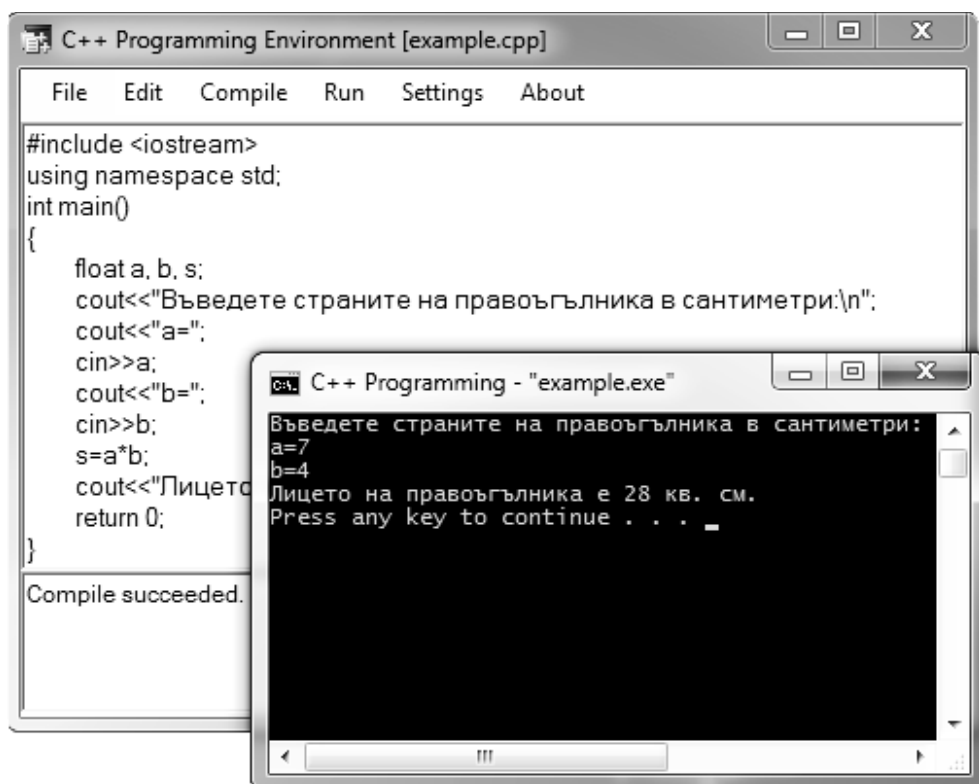 C++ Programming Environment [example.cpp]
File Edit Compile Run Settings About
#include <iostream>
using namespace std;
int main()
{
float a, b, s;
cout<<"Въведете страните на правоъгълника в сантиметри:\n";
cout<<"a=";
cin>>a;
cout<<"b=";
cin>>b;
s=a*b;
cout<<"Лицето
return 0;
}
Compile succeeded.
C:\. C++ Programming - "example.exe"
Въведете страните на правоъгълника в сантиметри:
a=7
b=4
Лицето на правоъгълника е 28 кв. см.
Press any key to continue . . . _